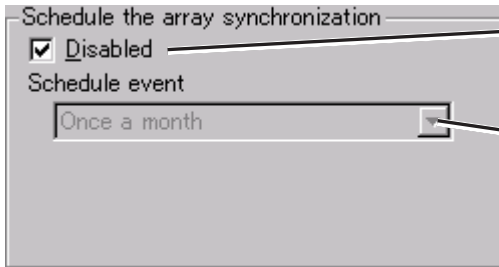 Schedule the array synchronization
Disabled
Schedule event
Once a month